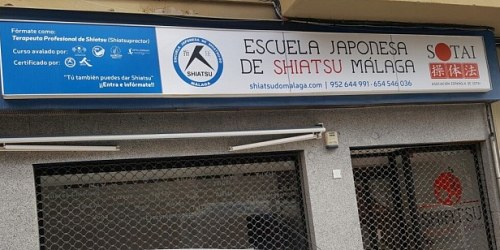 Fórmate como:
Terapeuta Profesional de Shiatsu (Shiatsupractor)
Curso avalado por:
Certificado por:
"Tú también puedes dar Shiatsu"
¡¡Entra e infórmate!!
SHIATSU
MÁLAGA
ESCUELA JAPONESA
DE SHIATSU MÁLAGA
shiatsudomalaga.com | 952 644 991 · 654 546 036
SOTAI
操体法
SHIATSU